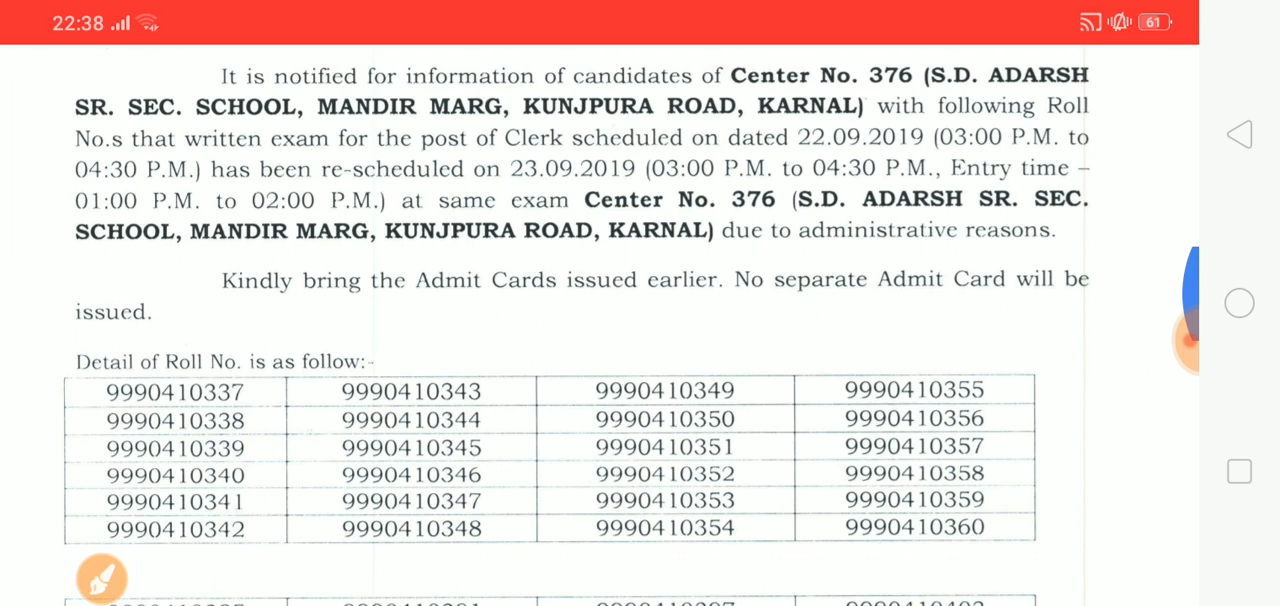 22:38
61
It is notified for information of candidates of Center No. 376 (S.D. ADARSH
SR. SEC. SCHOOL, MANDIR MARG, KUNJPURA ROAD, KARNAL) with following Roll
No.s that written exam for the post of Clerk scheduled on dated 22.09.2019 (03:00 P.M. to
04:30 P.M.) has been re-scheduled on 23.09.2019 (03:00 P.M. to 04:30 P.M., Entry time –
01:00 P.M. to 02:00 P.M.) at same exam Center No. 376 (S.D. ADARSH SR. SEC.
SCHOOL, MANDIR MARG, KUNJPURA ROAD, KARNAL) due to administrative reasons.
Kindly bring the Admit Cards issued earlier. No separate Admit Card will be
issued.
Detail of Roll No. is as follow:-
9990410337 9990410343 9990410349 9990410355
9990410338 9990410344 9990410350 9990410356
9990410339 9990410345 9990410351 9990410357
9990410340 9990410346 9990410352 9990410358
9990410341 9990410347 9990410353 9990410359
9990410342 9990410348 9990410354 9990410360